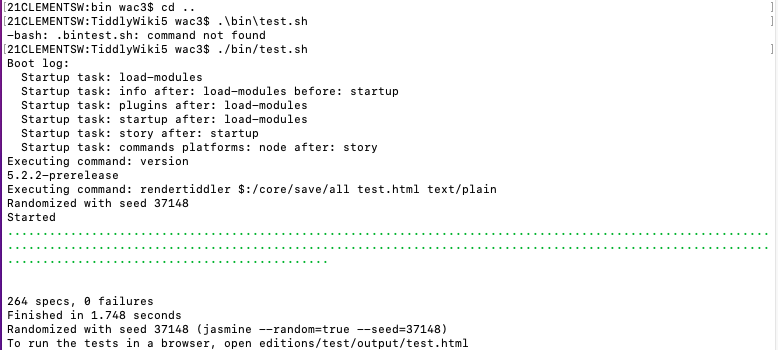 [21CLEMENTSW:bin wac3$ cd .. ]
[21CLEMENTSW:TiddlyWiki5 wac3$ .\bin\test.sh ]
-bash: .bintest.sh: command not found
[21CLEMENTSW:TiddlyWiki5 wac3$ ./bin/test.sh ]
Boot log:
  Startup task: load-modules
  Startup task: info after: load-modules before: startup
  Startup task: plugins after: load-modules
  Startup task: startup after: load-modules
  Startup task: story after: startup
  Startup task: commands platforms: node after: story
Executing command: version
5.2.2-prerelease
Executing command: rendertiddler $:/core/save/all test.html text/plain
Randomized with seed 37148
Started
.............................................................................................................
.............................................................................................................
..............................................
264 specs, 0 failures
Finished in 1.748 seconds
Randomized with seed 37148 (jasmine --random=true --seed=37148)
To run the tests in a browser, open editions/test/output/test.html